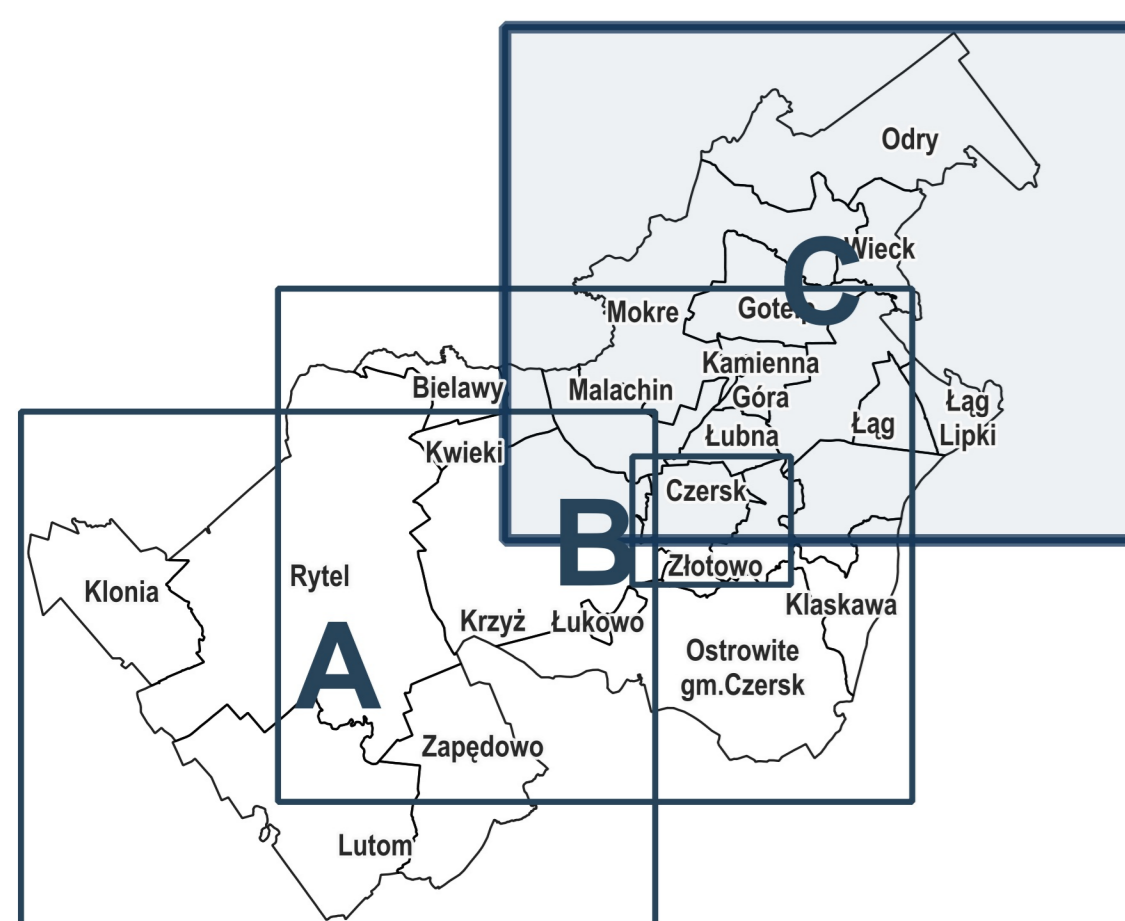 Odry
Wieck
C
Mokre
Gotelp
Kamienna
Góra
Bielawy
Malachin
Łąg
Lipki
Łąg
Łubna
Kwieki
Czersk
B
Złotowo
Rytel
Klonia
Klaskawa
Krzyż
Łukowo
A
Ostrowite
gm.Czersk
Zapędowo
Lutom